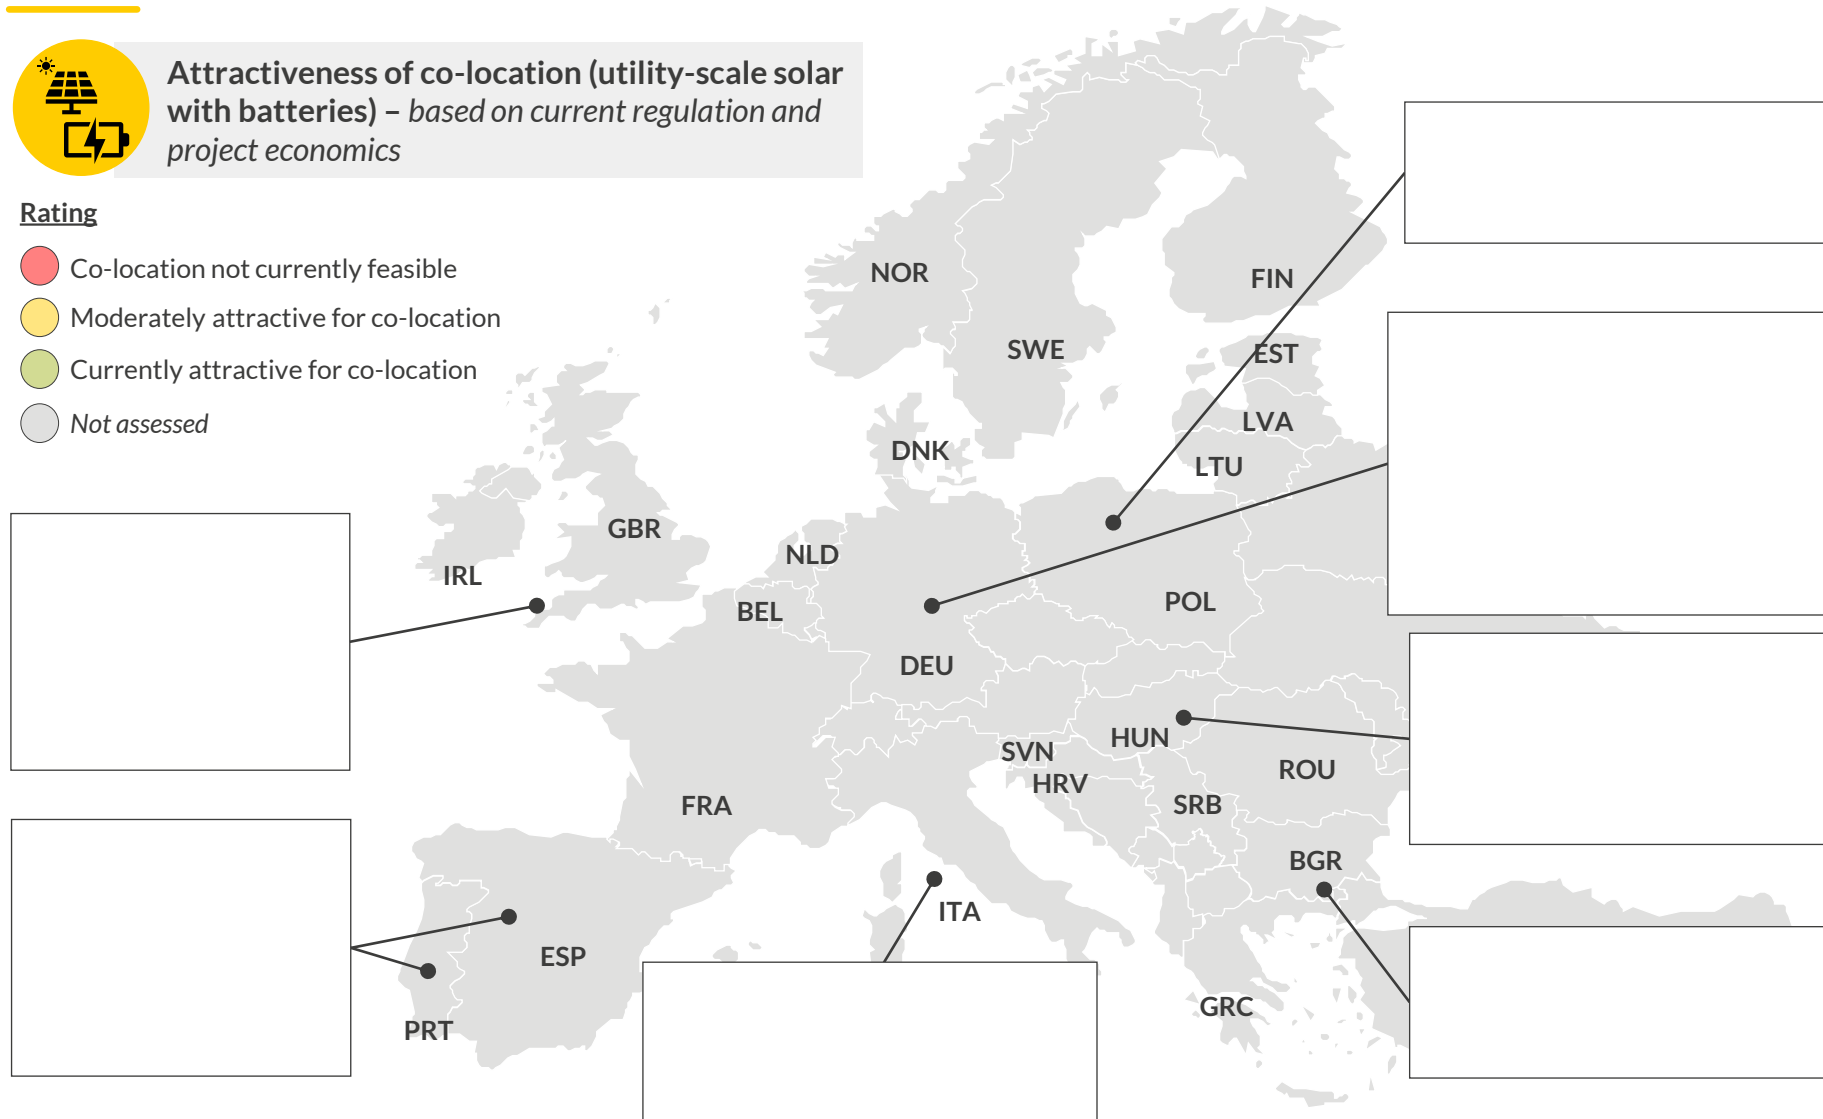 Attractiveness of co-location (utility-scale solar
with batteries) – based on current regulation and
project economics
Rating
Co-location not currently feasible
Moderately attractive for co-location
Currently attractive for co-location
Not assessed
NOR
FIN
SWE
EST
LVA
DNK
LTU
GBR
NLD
IRL
BEL
POL
DEU
HUN
SVN
ROU
HRV
FRA
SRB
BGR
ITA
ESP
GRC
PRT